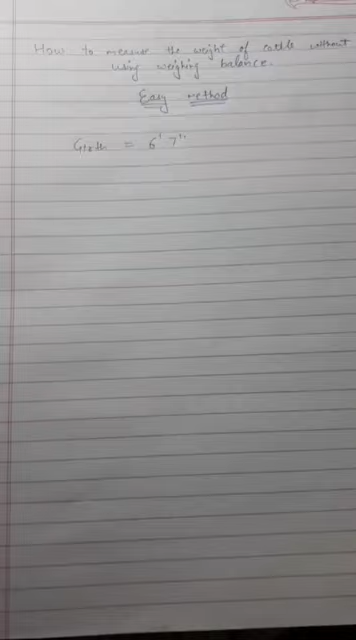 How to measure the weight of cattle without
using weighing balance.
Easy method
Girth = 6' 7"